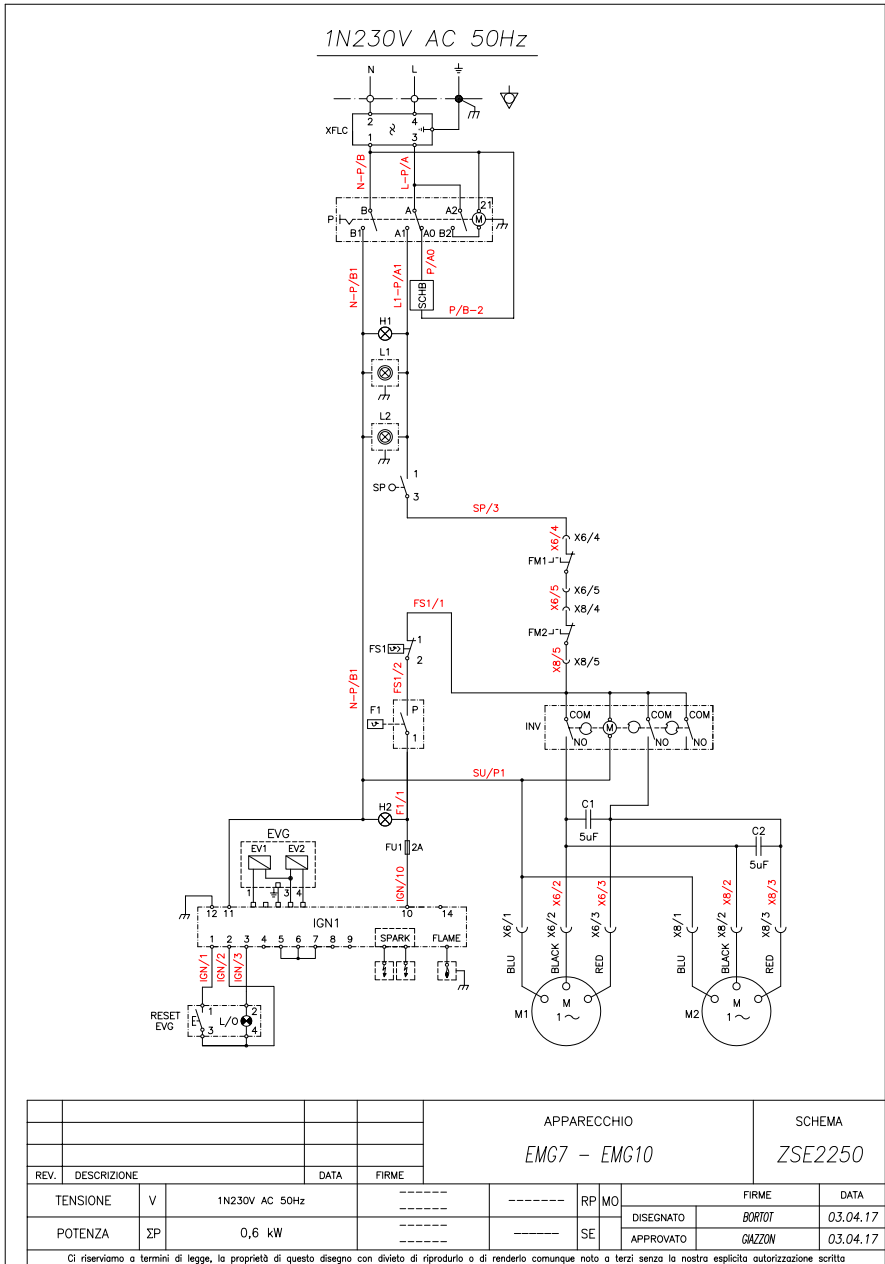 1N230V AC 50Hz
N L
XFLC 2 4
1 3
N-P/B L-P/A
P B A A2 21
M
B1 A1 A0 B2
N-P/B1 L1-P/A1 P/A0
SCHB
P/B-2
H1
L1
L2
SP 1
3
SP/3
X6/4 X6/4
FM1
X6/5 X6/5
X8/4
FM2
X8/5 X8/5
FS1/1
FS1 1
2
FS1/2
N-P/B1
F1 P
1
INV COM M COM COM
NO NO NO
SU/P1
F1/1
H2
C1
5uF
C2
5uF
FU1 2A
EVG
EV1 EV2
1 3 4
IGN/10
12 11 10 14
IGN1
1 2 3 4 5 6 7 8 9 SPARK FLAME
IGN/1 IGN/2 IGN/3
RESET
EVG
E 1 L/O 2
3 4
X6/2 X6/3 X8/2 X8/3
X6/1 X6/2 X6/3 X8/1 X8/2 X8/3
BLU BLACK RED BLU BLACK RED
M1 M
1~
M2 M
1~
APPARECCHIO SCHEMA
EMG7 - EMG10 ZSE2250
REV. DESCRIZIONE DATA FIRME
TENSIONE V 1N230V AC 50Hz ------ ------- RP MO FIRME DATA
------
DISEGNATO BORTOT 03.04.17
POTENZA ΣP 0,6 kW ------ ------ SE
------
APPROVATO GIAZZON 03.04.17
Ci riserviamo a termini di legge, la proprietà di questo disegno con divieto di riprodurlo o di renderlo comunque noto a terzi senza la nostra esplicita autorizzazione scritta